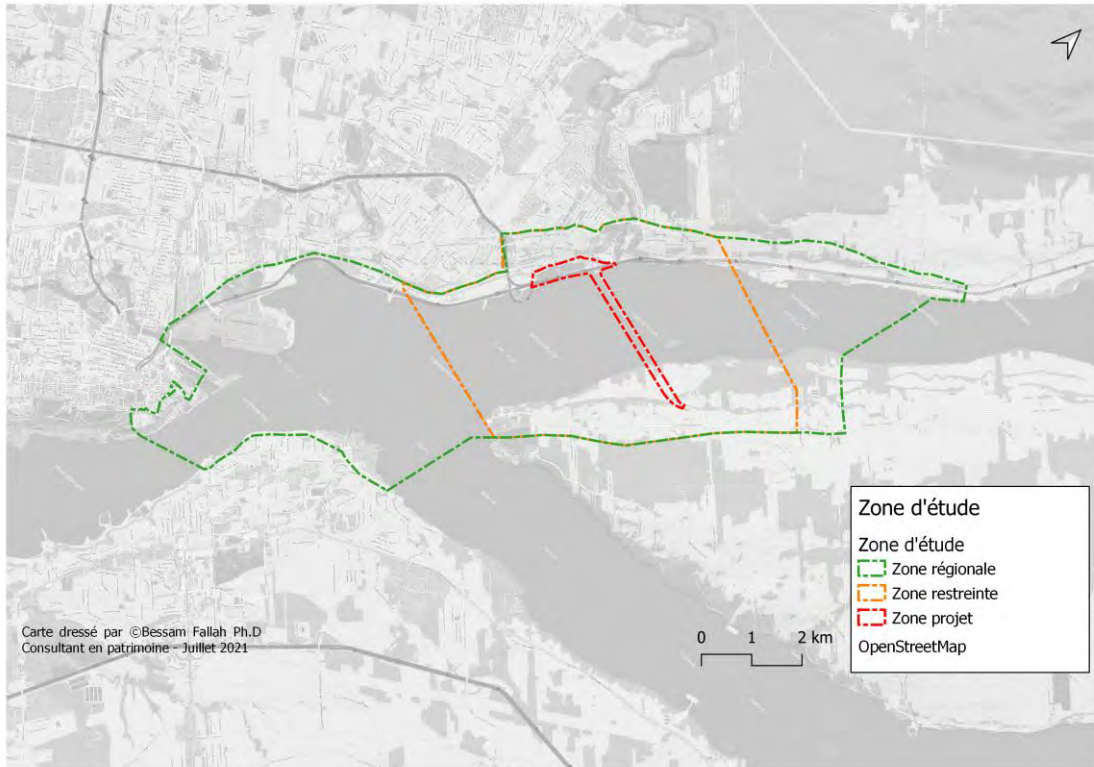 Zone d'étude
Zone d'étude
Zone régionale
Zone restreinte
Zone projet
OpenStreetMap
0 1 2 km
Carte dressé par ©Bessam Fallah Ph.D
Consultant en patrimoine - Juillet 2021